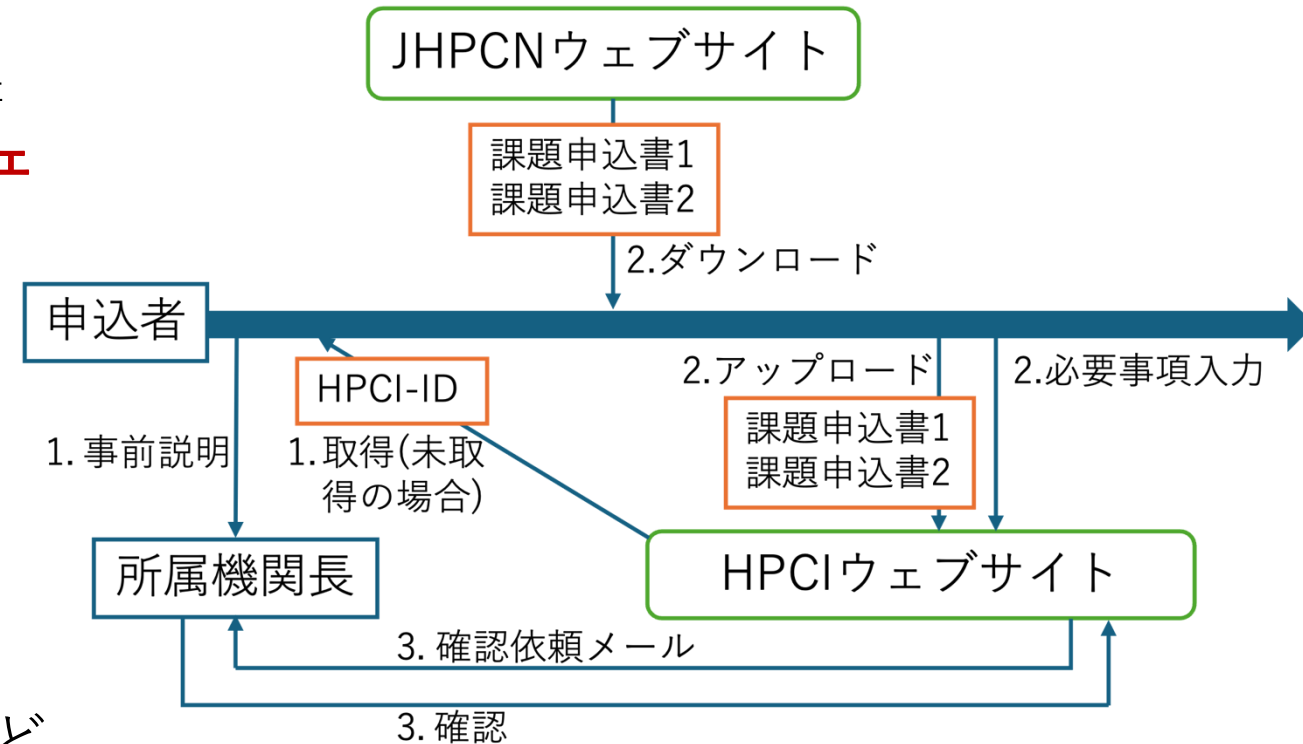 JHPCNウェブサイト
ェ
課題申込書1
課題申込書2
2.ダウンロード
申込者
HPCI-ID
2.アップロード
2.必要事項入力
課題申込書1
課題申込書2
1. 事前説明
1.取得(未取
得の場合)
所属機関長
HPCIウェブサイト
3. 確認依頼メール
3. 確認
ど